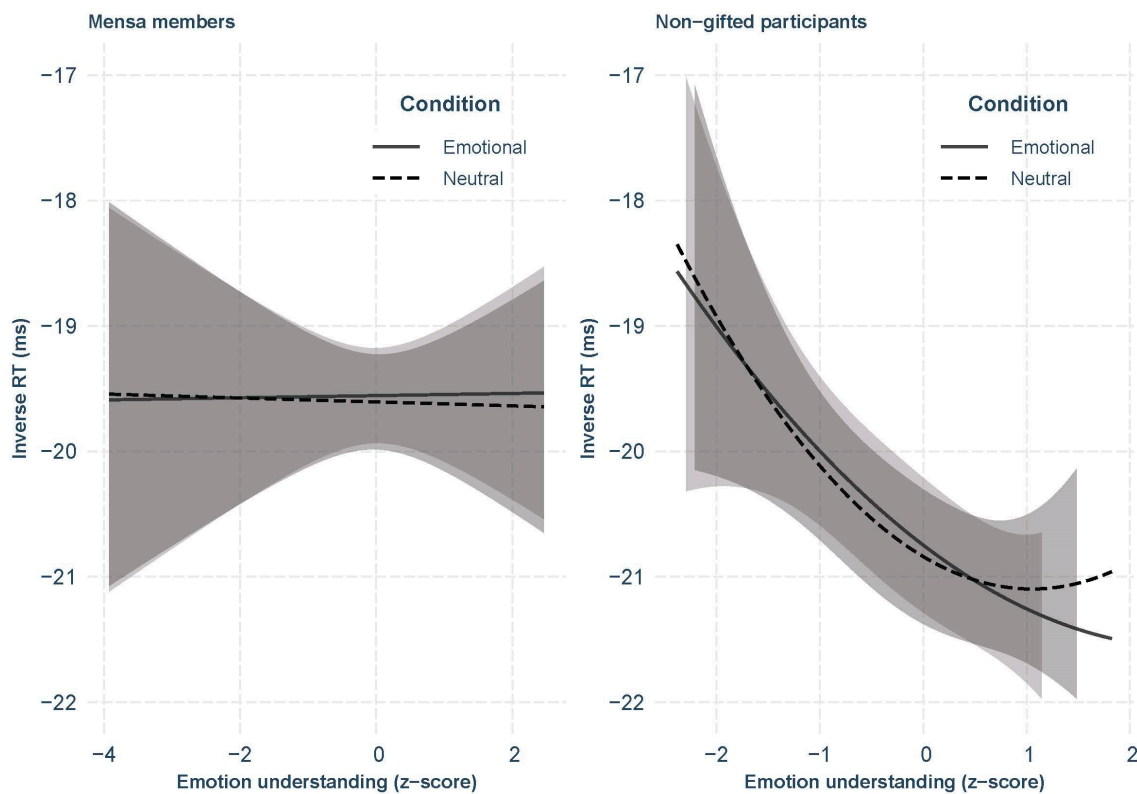 Mensa members
−17
−18
−19
−20
−21
−22
Inverse RT (ms)
Condition
Emotional
Neutral
−4
−2
0
2
Emotion understanding (z−score)
Non−gifted participants
−17
−18
−19
−20
−21
−22
Inverse RT (ms)
Condition
Emotional
Neutral
−2
−1
0
1
2
Emotion understanding (z−score)